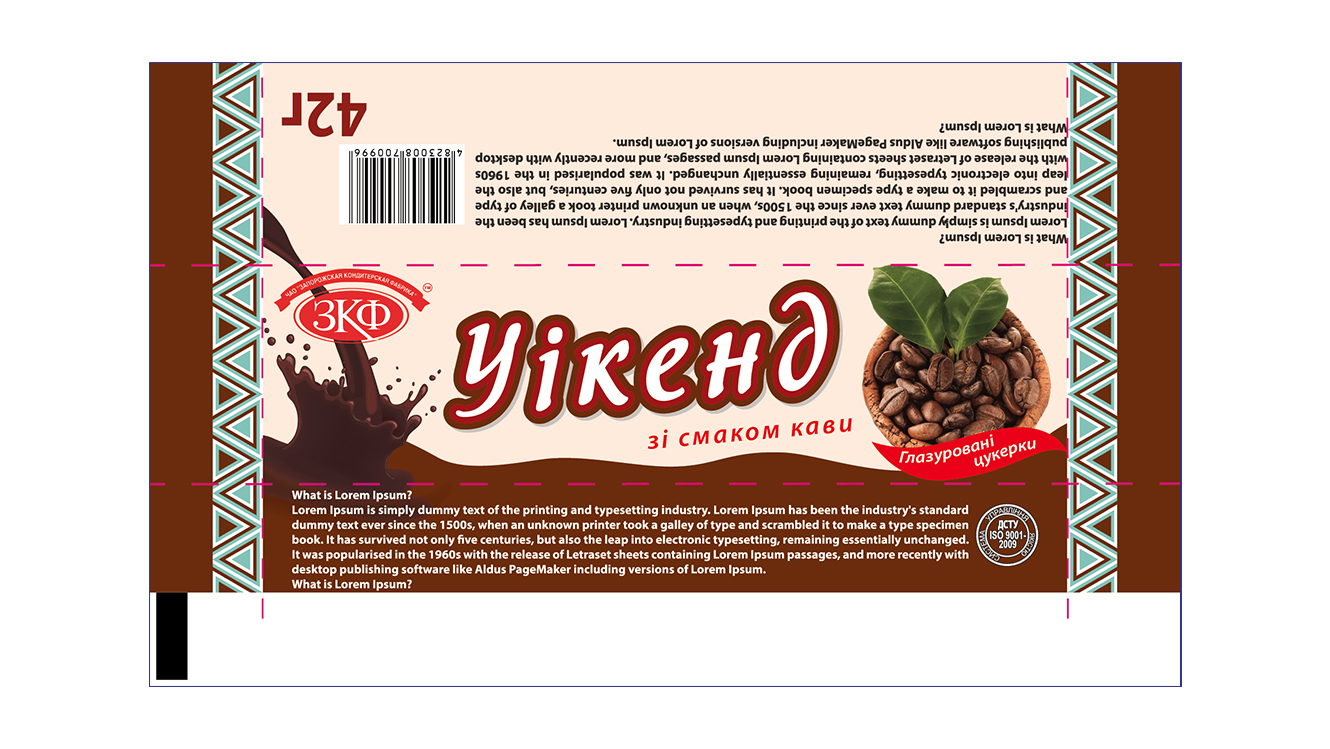 42г
4 823008 700996
What is Lorem Ipsum?
Lorem Ipsum is simply dummy text of the printing and typesetting industry. Lorem Ipsum has been the
industry's standard dummy text ever since the 1500s, when an unknown printer took a galley of type
and scrambled it to make a type specimen book. It has survived not only five centuries, but also the
leap into electronic typesetting, remaining essentially unchanged. It was popularised in the 1960s
with the release of Letraset sheets containing Lorem Ipsum passages, and more recently with desktop
publishing software like Aldus PageMaker including versions of Lorem Ipsum.
What is Lorem Ipsum?
ЧАО "ЗАПОРОЖСКАЯ КОНДИТЕРСКАЯ ФАБРИКА"
TM
ЗКФ
Уікенд
зі смаком кави
Глазуровані
цукерки
What is Lorem Ipsum?
Lorem Ipsum is simply dummy text of the printing and typesetting industry. Lorem Ipsum has been the industry's standard
dummy text ever since the 1500s, when an unknown printer took a galley of type and scrambled it to make a type specimen
book. It has survived not only five centuries, but also the leap into electronic typesetting, remaining essentially unchanged.
It was popularised in the 1960s with the release of Letraset sheets containing Lorem Ipsum passages, and more recently with
desktop publishing software like Aldus PageMaker including versions of Lorem Ipsum.
What is Lorem Ipsum?
УПРАВЛІННЯ
ДСТУ
ISO 9001-
2009
СИСТЕМА